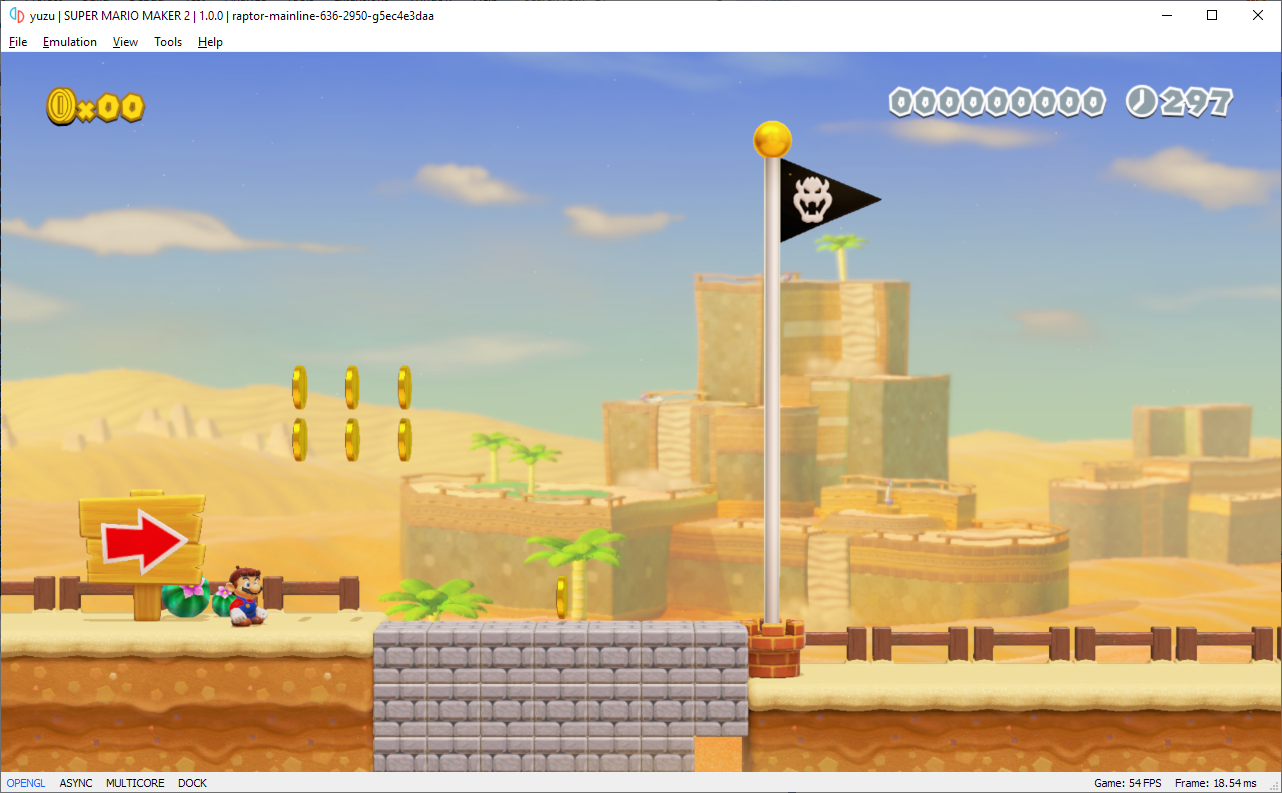 yuzu | SUPER MARIO MAKER 2 | 1.0.0 | raptor-mainline-636-2950-g5ec4e3daa
File Emulation View Tools Help
x00 000000000 297
OPENGL ASYNC MULTICORE DOCK Game: 54 FPS Frame: 18.54 ms